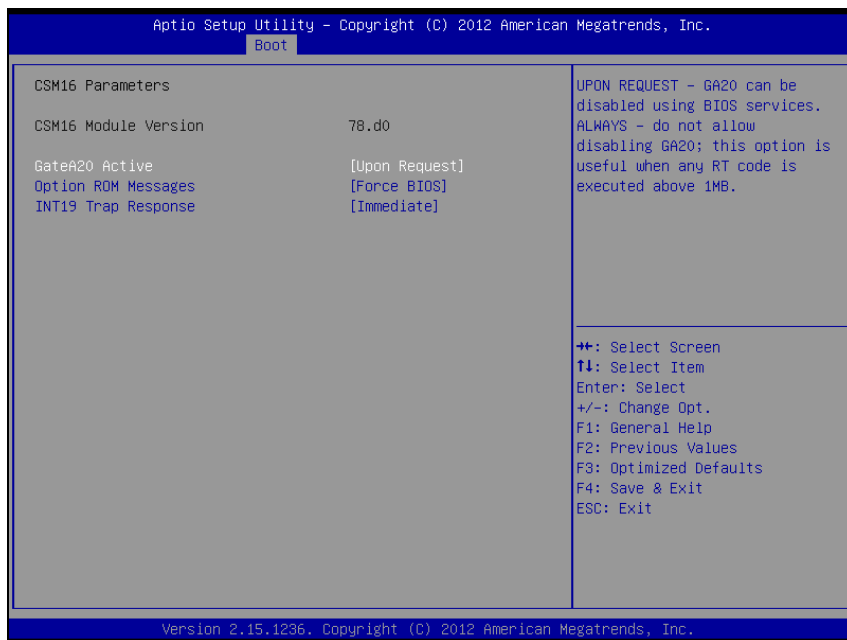 Aptio Setup Utility – Copyright (C) 2012 American Megatrends, Inc.
Boot
CSM16 Parameters
CSM16 Module Version 78.d0
GateA20 Active [Upon Request]
Option ROM Messages [Force BIOS]
INT19 Trap Response [Immediate]
UPON REQUEST – GA20 can be
disabled using BIOS services.
ALWAYS – do not allow
disabling GA20; this option is
useful when any RT code is
executed above 1MB.
→←: Select Screen
↑↓: Select Item
Enter: Select
+/-: Change Opt.
F1: General Help
F2: Previous Values
F3: Optimized Defaults
F4: Save & Exit
ESC: Exit
Version 2.15.1236. Copyright (C) 2012 American Megatrends, Inc.